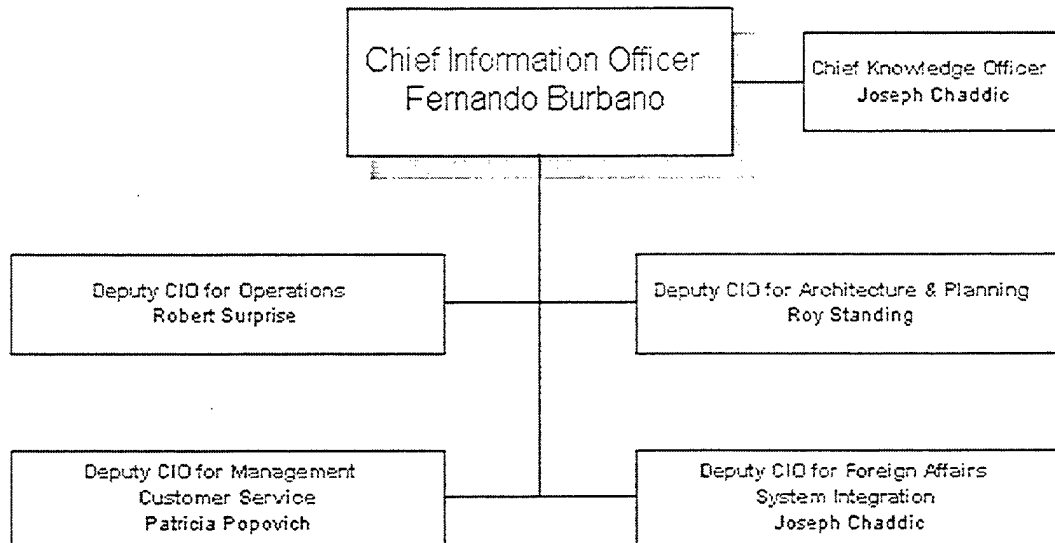 Chief Information Officer
Fernando Burbano
Chief Knowledge Officer
Joseph Chaddic
Deputy CIO for Operations
Robert Surprise
Deputy CIO for Architecture & Planning
Roy Standing
Deputy CIO for Management
Customer Service
Patricia Popovich
Deputy CIO for Foreign Affairs
System Integration
Joseph Chaddic